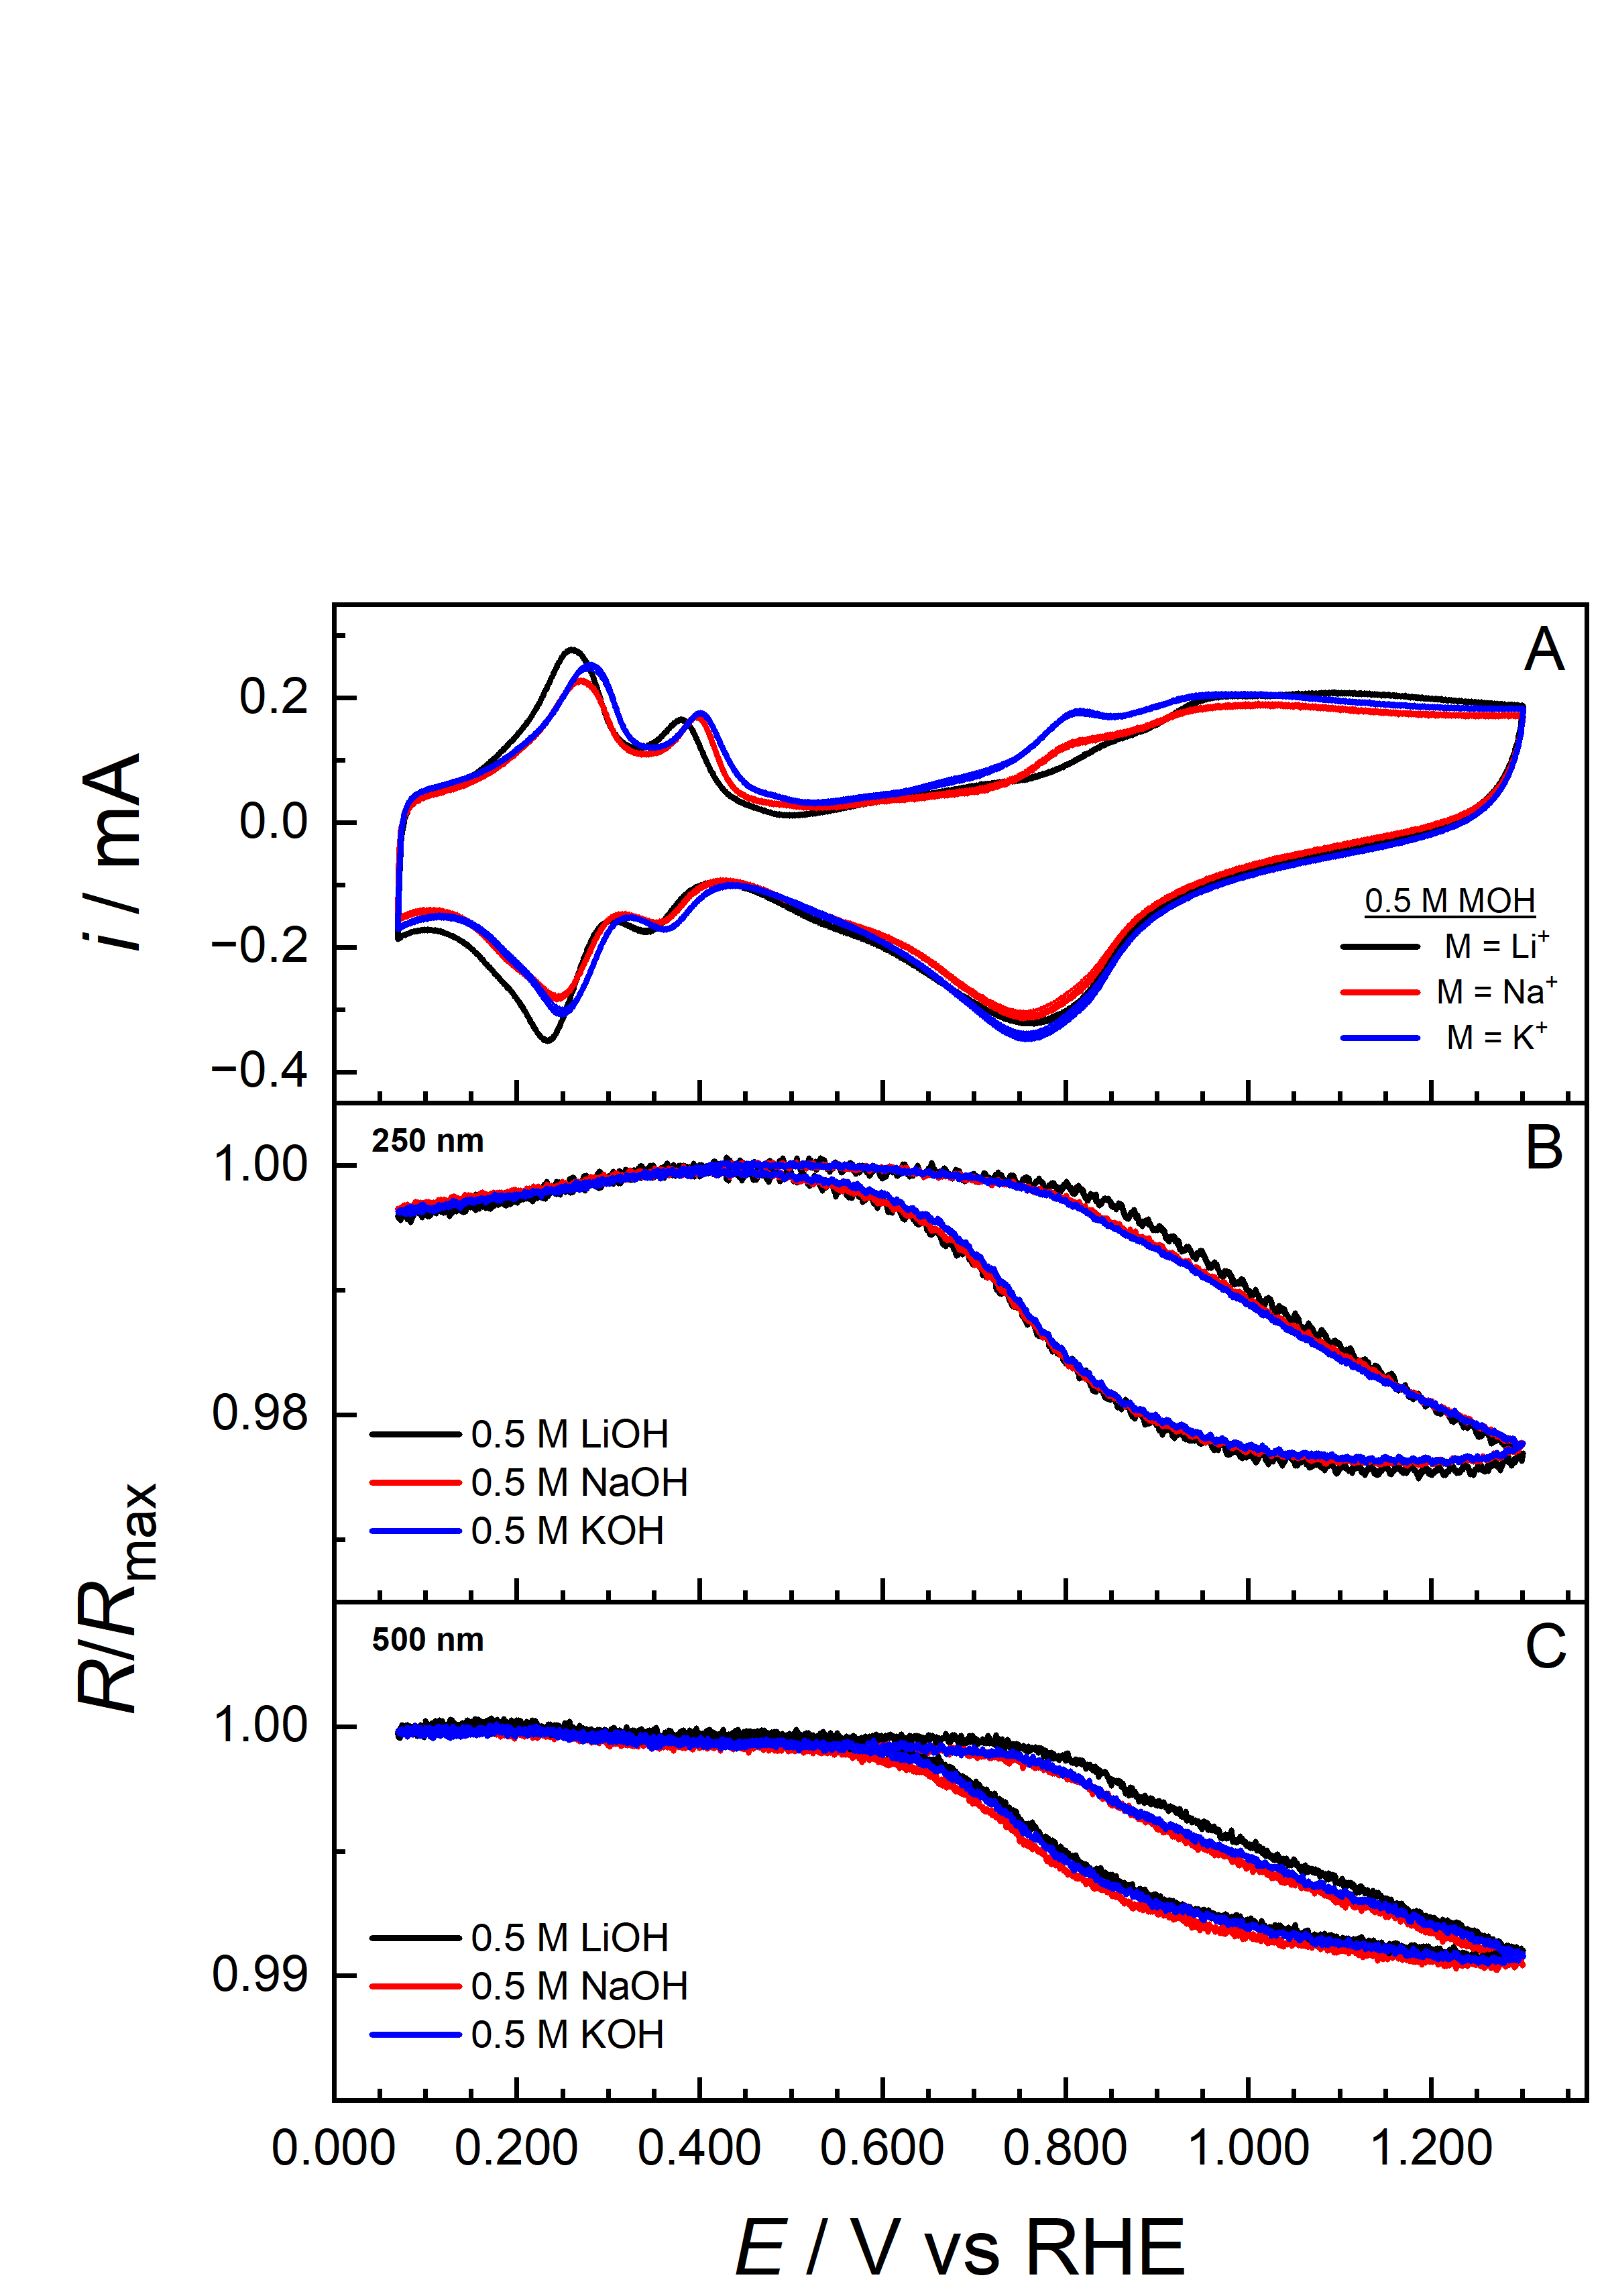 A
i / mA
0.2
0.0
−0.2
−0.4
0.5 M MOH
M = Li⁺
M = Na⁺
M = K⁺
250 nm
B
1.00
0.98
0.5 M LiOH
0.5 M NaOH
0.5 M KOH
R/Rmax
500 nm
C
1.00
0.99
0.5 M LiOH
0.5 M NaOH
0.5 M KOH
0.000 0.200 0.400 0.600 0.800 1.000 1.200
E / V vs RHE